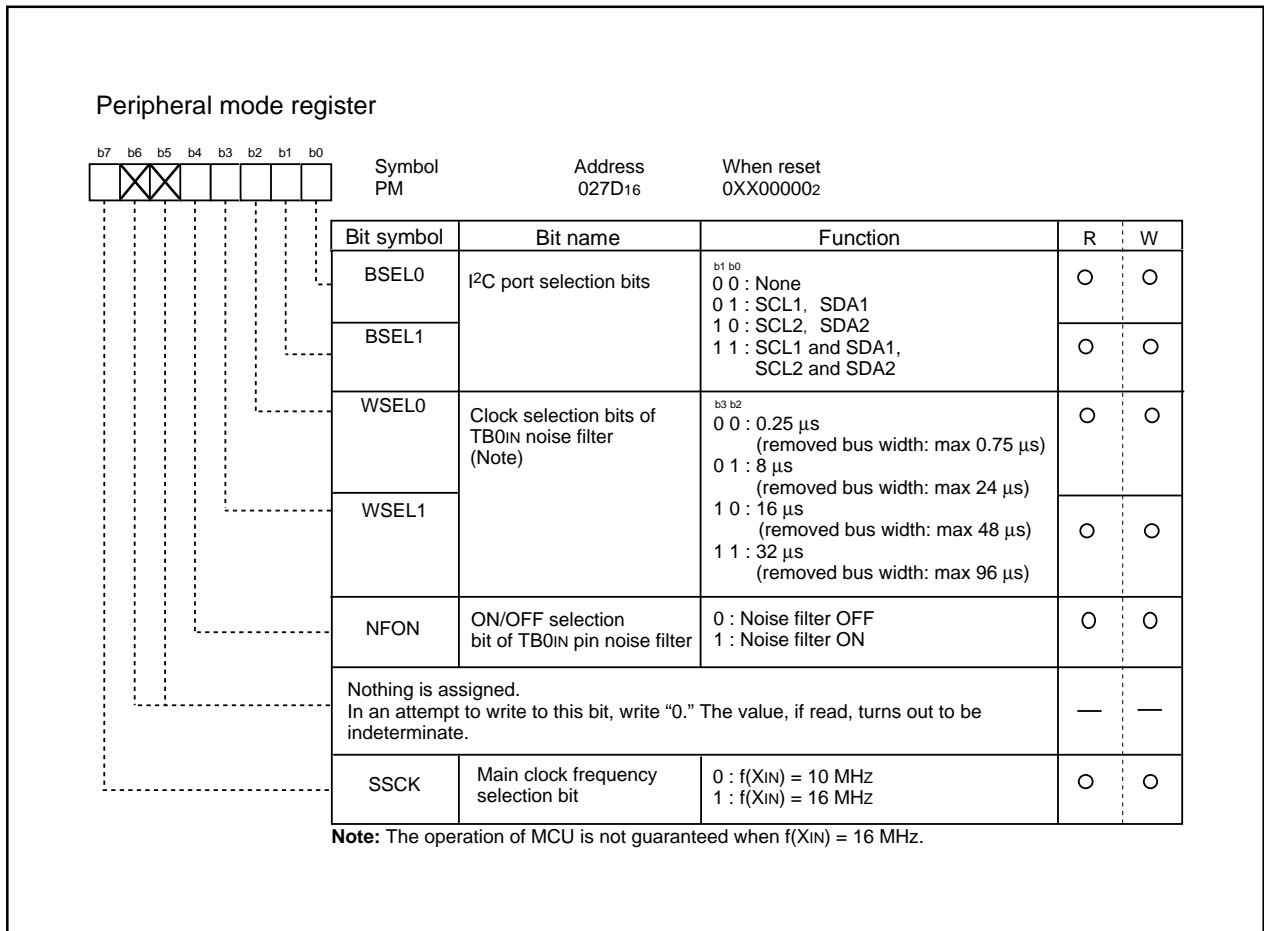 Peripheral mode register
b7 b6 b5 b4 b3 b2 b1 b0
Symbol Address When reset
PM 027D16 0XX000002
Bit symbol Bit name Function R W
BSEL0 I2C port selection bits
b1 b0
0 0 : None
0 1 : SCL1, SDA1
1 0 : SCL2, SDA2
1 1 : SCL1 and SDA1,
SCL2 and SDA2
BSEL1
WSEL0 Clock selection bits of
TB0IN noise filter
(Note)
b3 b2
0 0 : 0.25 μs
(removed bus width: max 0.75 μs)
0 1 : 8 μs
(removed bus width: max 24 μs)
1 0 : 16 μs
(removed bus width: max 48 μs)
1 1 : 32 μs
(removed bus width: max 96 μs)
WSEL1
NFON ON/OFF selection
bit of TB0IN pin noise filter
0 : Noise filter OFF
1 : Noise filter ON
Nothing is assigned.
In an attempt to write to this bit, write “0.” The value, if read, turns out to be
indeterminate.
— —
SSCK Main clock frequency
selection bit
0 : f(XIN) = 10 MHz
1 : f(XIN) = 16 MHz
Note: The operation of MCU is not guaranteed when f(XIN) = 16 MHz.